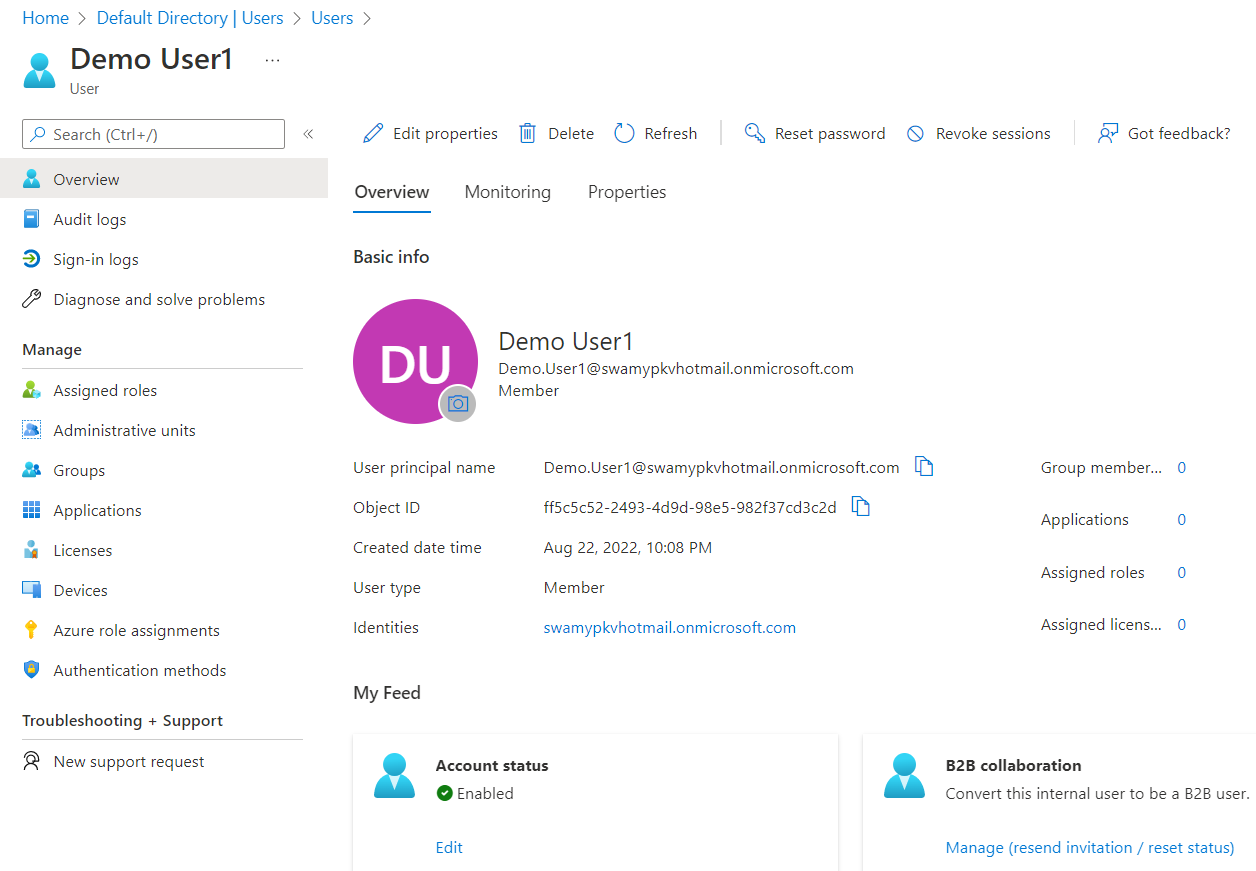 Home > Default Directory | Users > Users >
Demo User1 ...
User
Search (Ctrl+/) «
Edit properties Delete Refresh Reset password Revoke sessions Got feedback?
Overview
Audit logs
Sign-in logs
Diagnose and solve problems
Manage
Assigned roles
Administrative units
Groups
Applications
Licenses
Devices
Azure role assignments
Authentication methods
Troubleshooting + Support
New support request
Overview Monitoring Properties
Basic info
DU
Demo User1
Demo.User1@swamypkvhotmail.onmicrosoft.com
Member
User principal name Demo.User1@swamypkvhotmail.onmicrosoft.com
Object ID ff5c5c52-2493-4d9d-98e5-982f37cd3c2d
Created date time Aug 22, 2022, 10:08 PM
User type Member
Identities swamypkvhotmail.onmicrosoft.com
Group member... 0
Applications 0
Assigned roles 0
Assigned licens... 0
My Feed
Account status
Enabled
Edit
B2B collaboration
Convert this internal user to be a B2B user.
Manage (resend invitation / reset status)